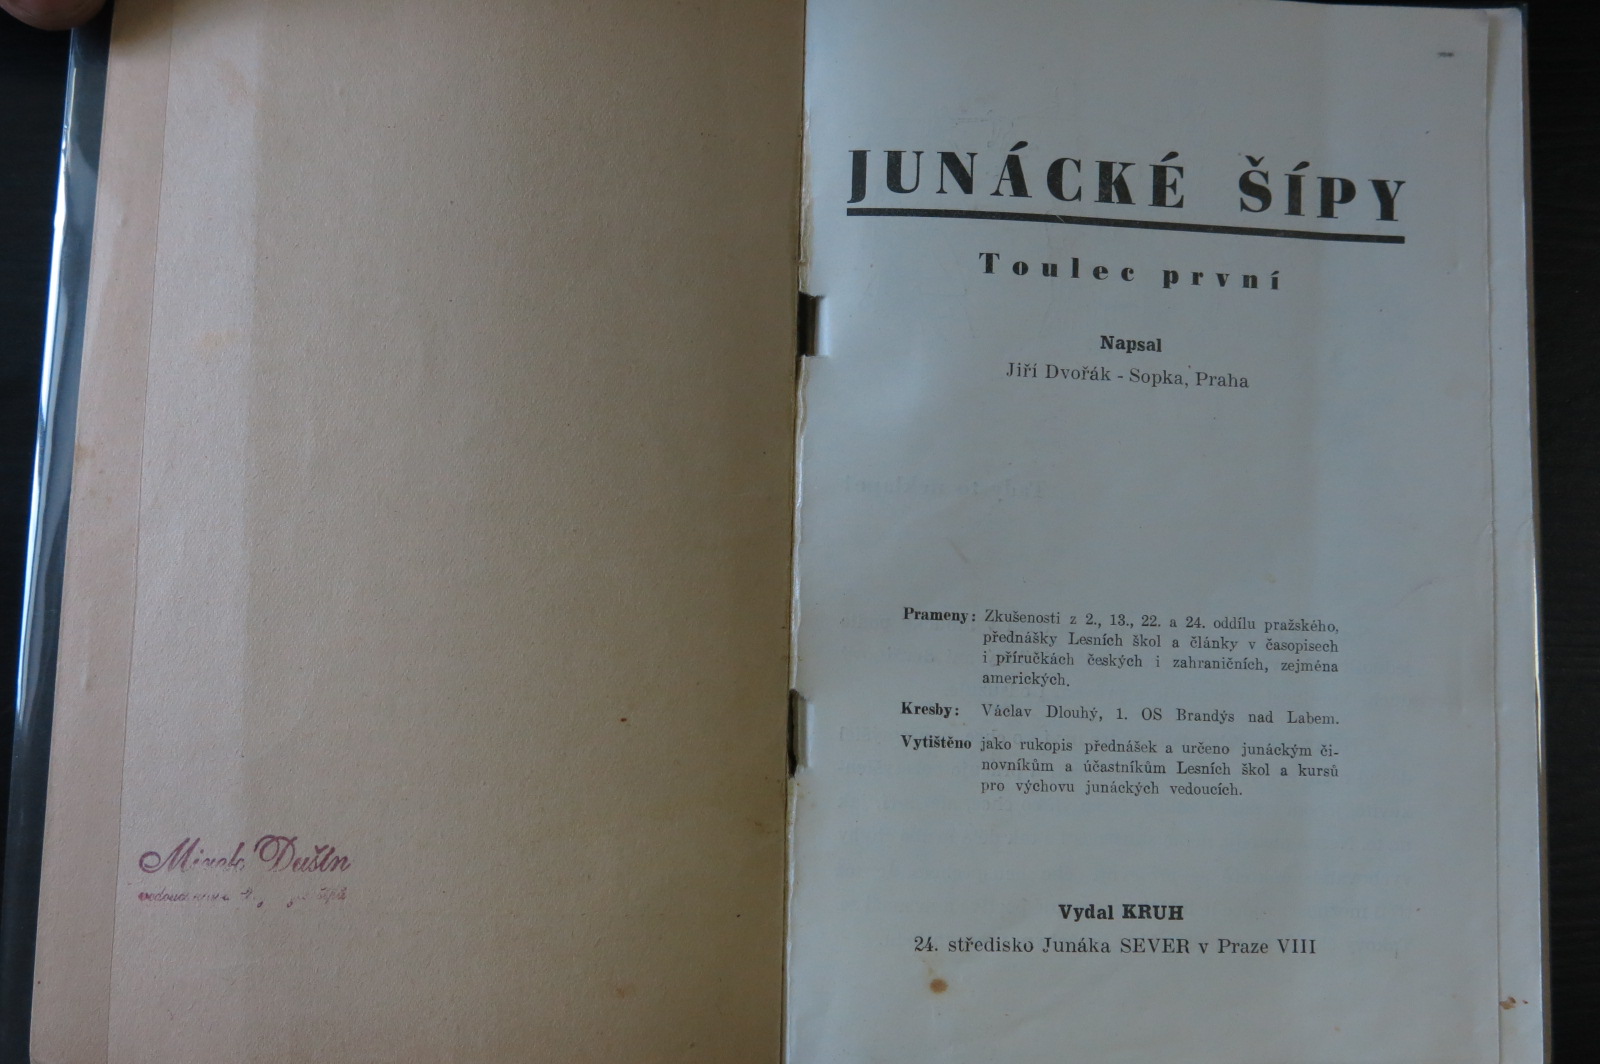 Dušín
JUNÁCKÉ ŠÍPY
Toulec první
Napsal
Jiří Dvořák - Sopka, Praha
Prameny: Zkušenosti z 2., 13., 22. a 24. oddílu pražského,
přednášky Lesních škol a články v časopisech
i příručkách českých i zahraničních, zejména
amerických.
Kresby: Václav Dlouhý, 1. OS Brandýs nad Labem.
Vytištěno jako rukopis přednášek a určeno junáckým či-
novníkům a účastníkům Lesních škol a kursů
pro výchovu junáckých vedoucích.
Vydal KRUH
24. středisko Junáka SEVER v Praze VIII